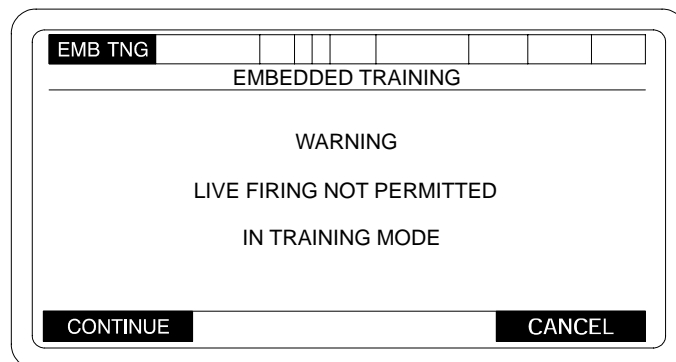 EMB TNG
EMBEDDED TRAINING
WARNING
LIVE FIRING NOT PERMITTED
IN TRAINING MODE
CONTINUE CANCEL